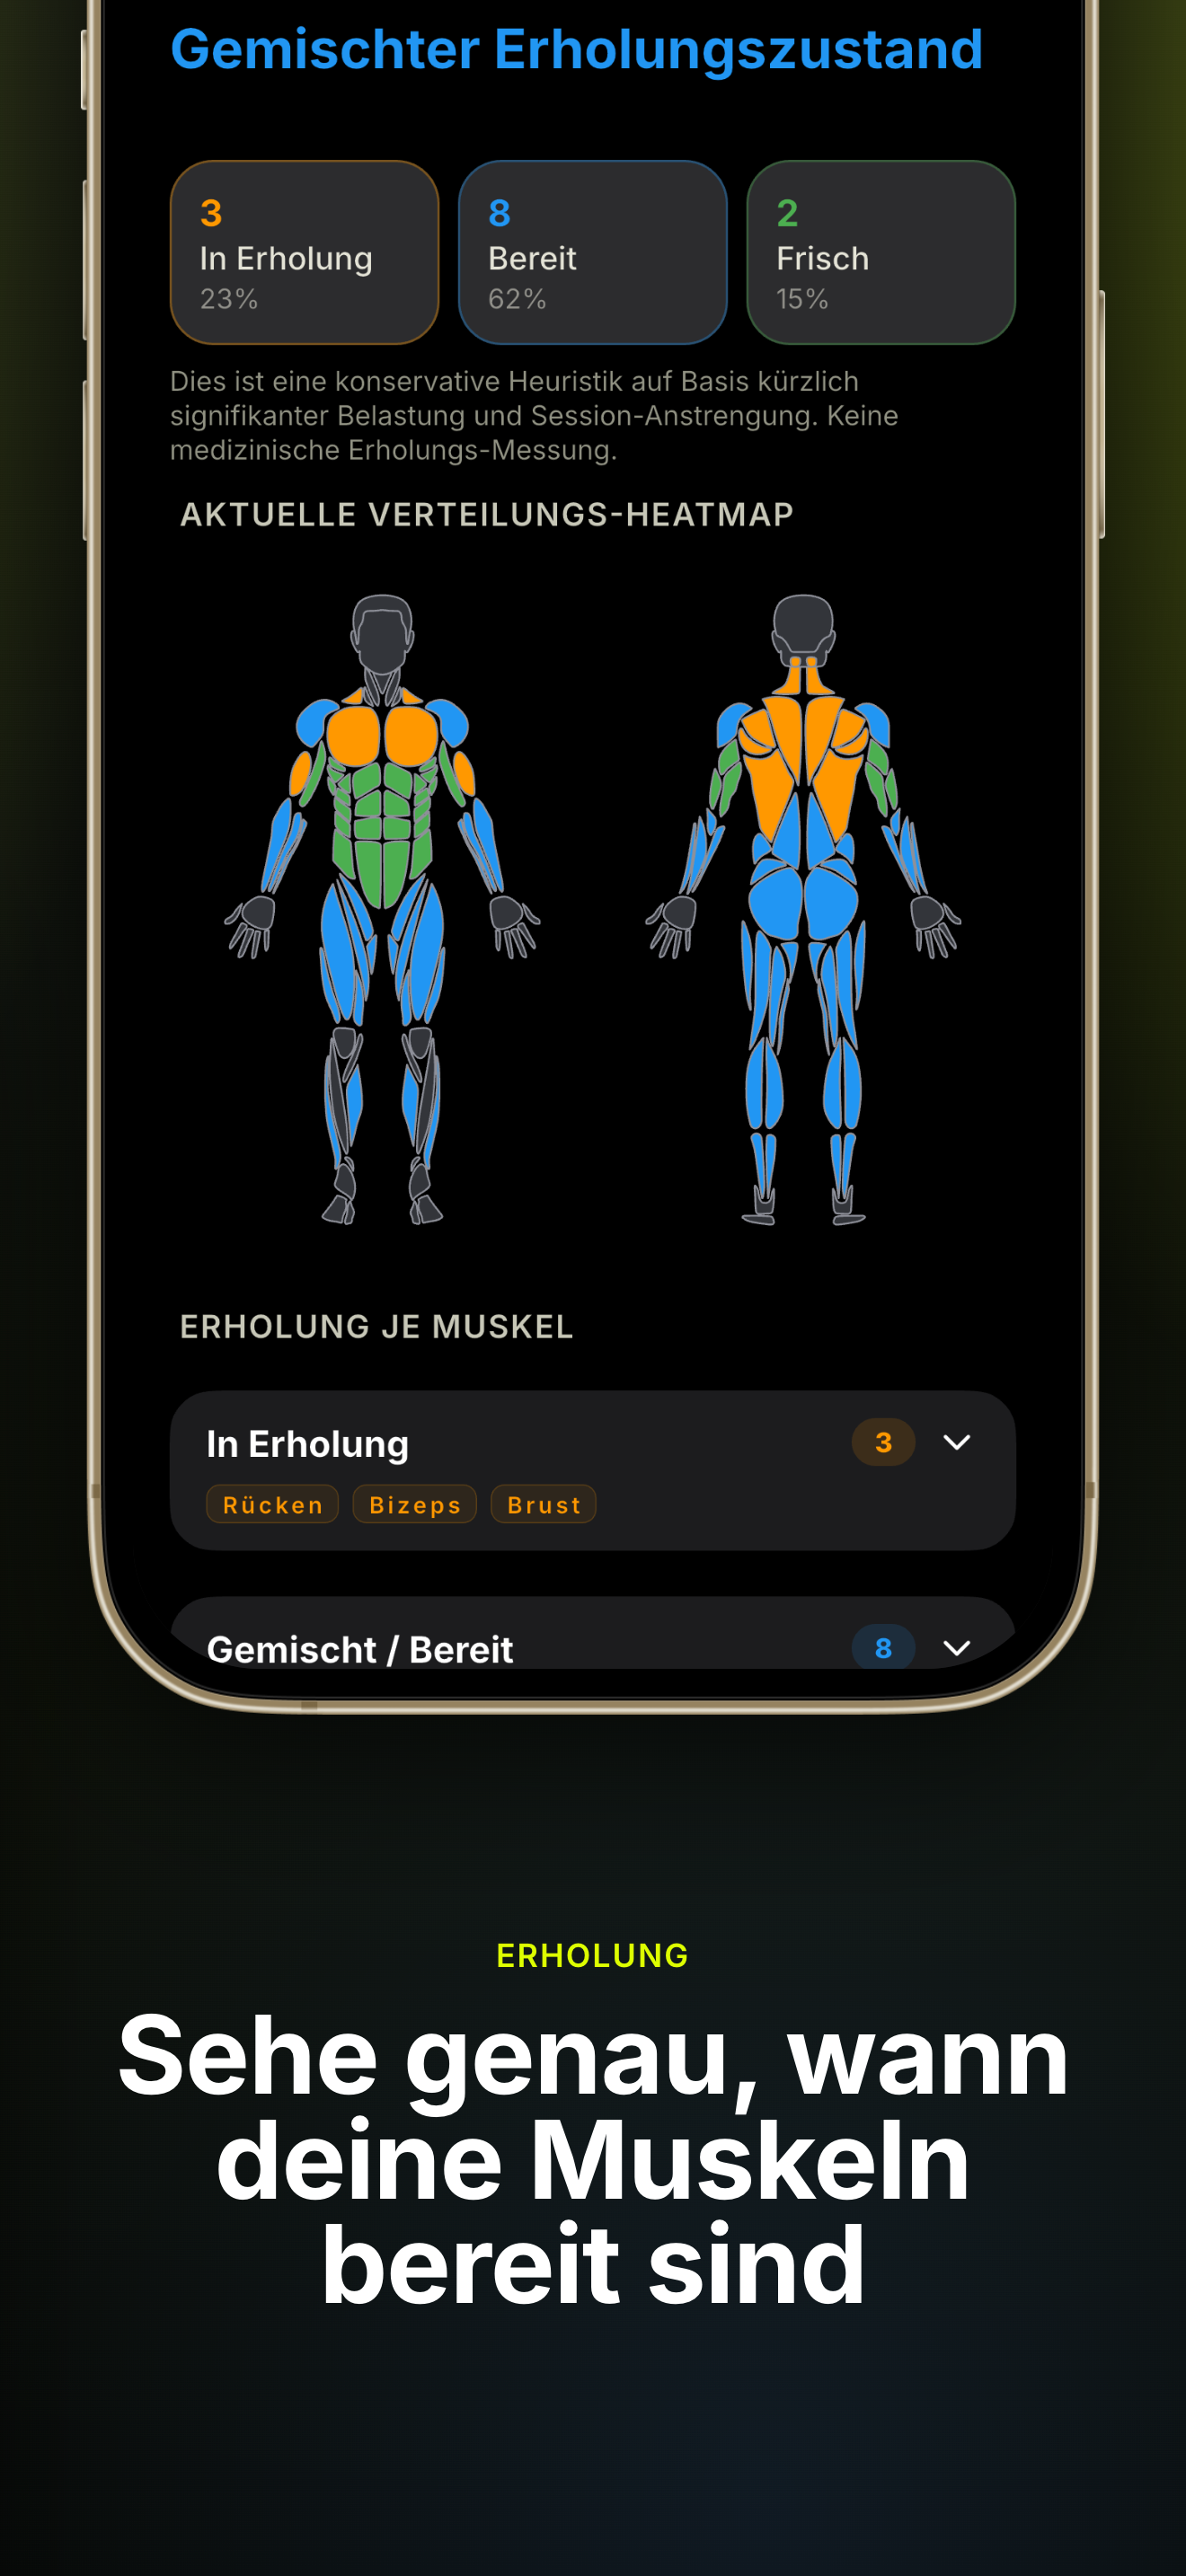 Gemischter Erholungszustand
3
In Erholung
23%
8
Bereit
62%
2
Frisch
15%
Dies ist eine konservative Heuristik auf Basis kürzlich
signifikanter Belastung und Session-Anstrengung. Keine
medizinische Erholungs-Messung.
AKTUELLE VERTEILUNGS-HEATMAP
ERHOLUNG JE MUSKEL
In Erholung
3
Rücken
Bizeps
Brust
Gemischt / Bereit
8
ERHOLUNG
Sehe genau, wann
deine Muskeln
bereit sind